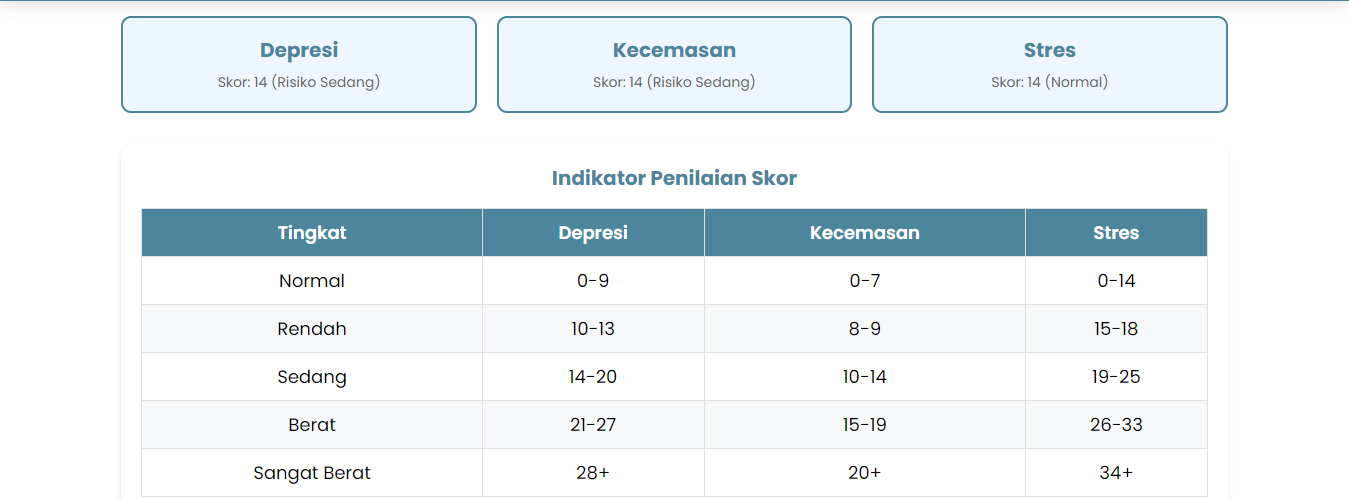 Depresi Kecemasan Stres
Skor: 14 (Risiko Sedang) Skor: 14 (Risiko Sedang) Skor: 14 (Normal)
Indikator Penilaian Skor
Tingkat Depresi Kecemasan Stres
Normal 0-9 0-7 0-14
Rendah 10-13 8-9 15-18
Sedang 14-20 10-14 19-25
Berat 21-27 15-19 26-33
Sangat Berat 28+ 20+ 34+